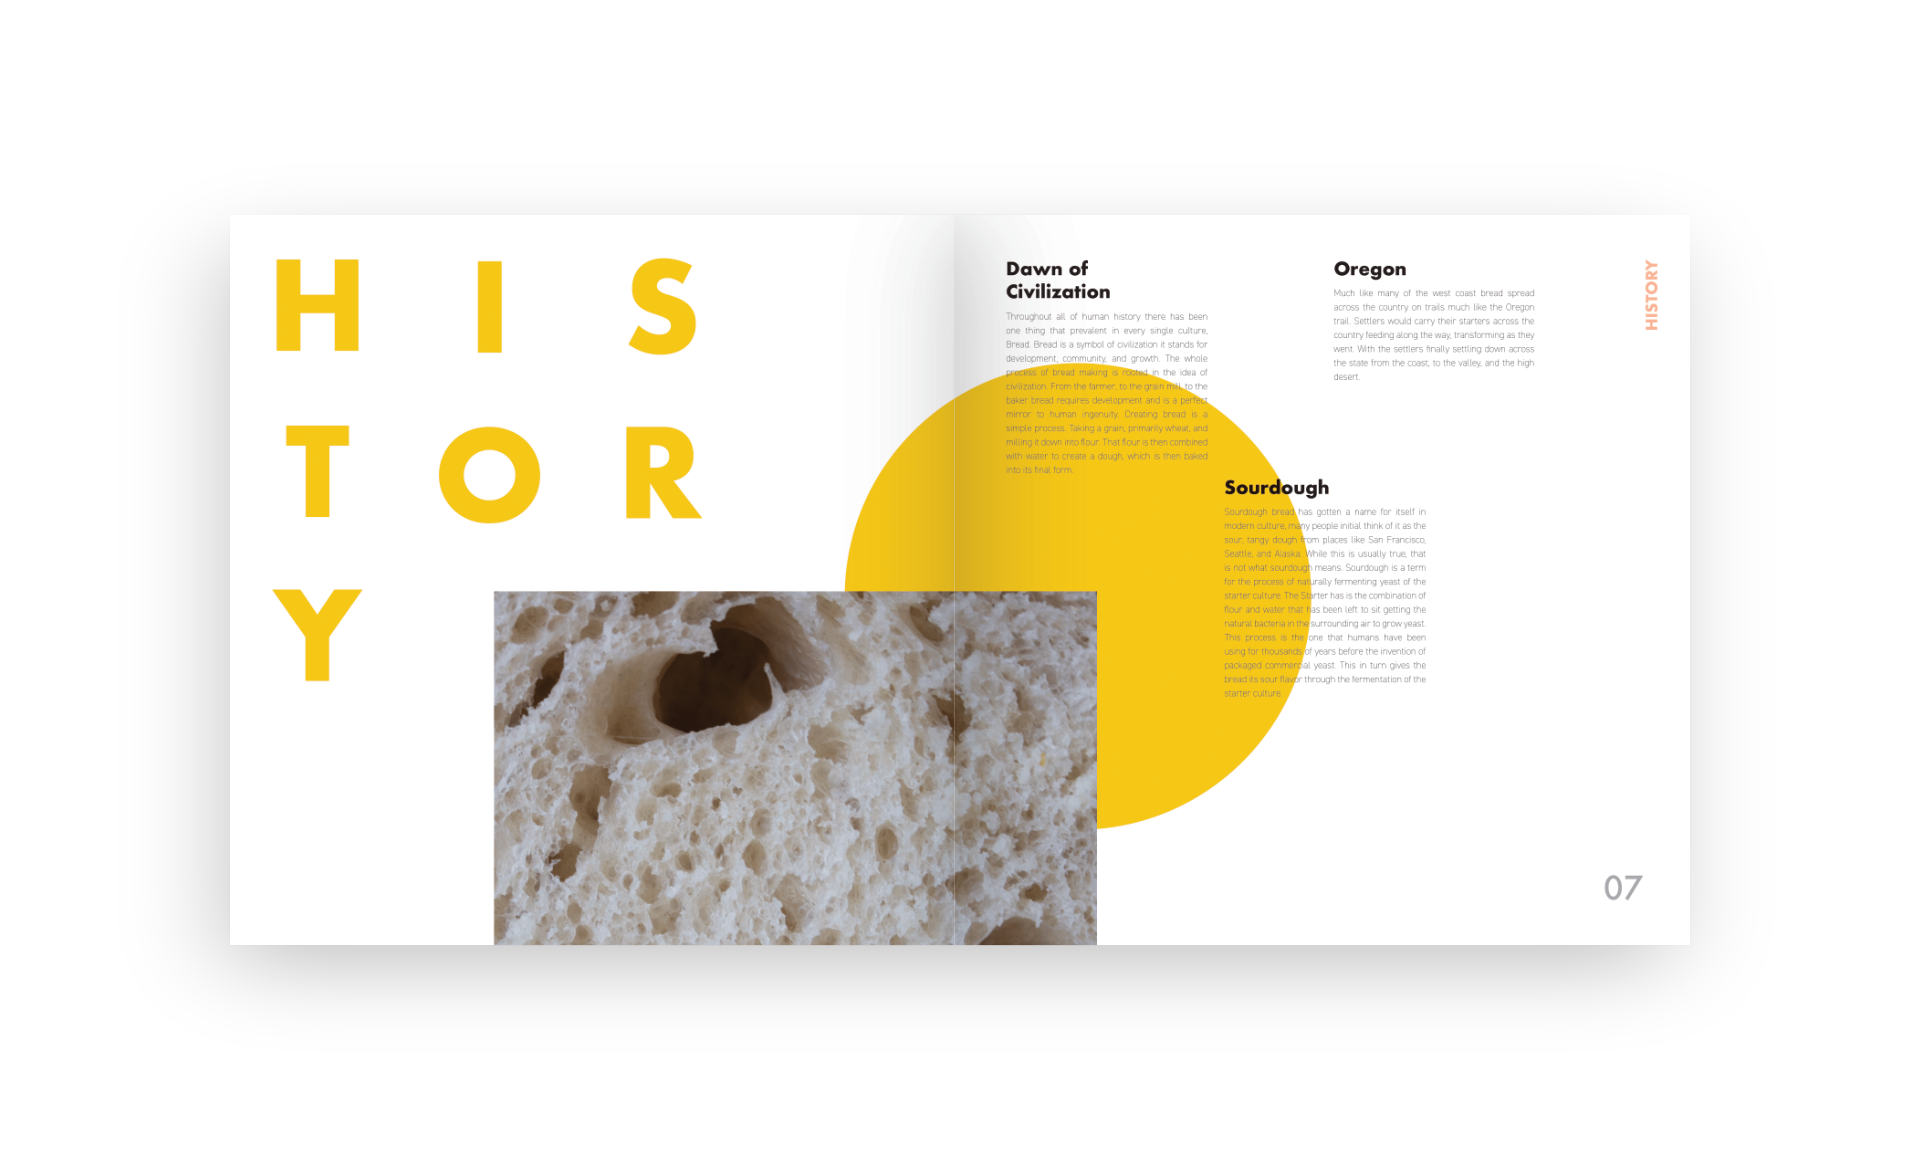 H I S
T O R
Y
Dawn of
Civilization
Throughout all of human history there has been
one thing that prevalent in every single culture,
Bread. Bread is a symbol of civilization it stands for
development, community, and growth. The whole
process of bread making is rooted in the idea of
civilization. From the farmer, to the grain mill, to the
baker bread requires development and is a perfect
mirror to human ingenuity. Creating bread is a
simple process. Taking a grain, primarily wheat, and
milling it down into flour. That flour is then combined
with water to create a dough, which is then baked
into its final form.
Oregon
Much like many of the west coast bread spread
across the country on trails much like the Oregon
trail. Settlers would carry their starters across the
country feeding along the way, transforming as they
went. With the settlers finally settling down across
the state from the coast, to the valley, and the high
desert.
Sourdough
Sourdough bread has gotten a name for itself in
modern culture, many people initial think of it as the
sour, tangy dough from places like San Francisco,
Seattle, and Alaska. While this is usually true, that
is not what sourdough means. Sourdough is a term
for the process of naturally fermenting yeast of the
starter culture. The Starter has is the combination of
flour and water that has been left to sit getting the
natural bacteria in the surrounding air to grow yeast.
This process is the one that humans have been
using for thousands of years before the invention of
packaged commercial yeast. This in turn gives the
bread its sour flavor through the fermentation of the
starter culture.
HISTORY
07